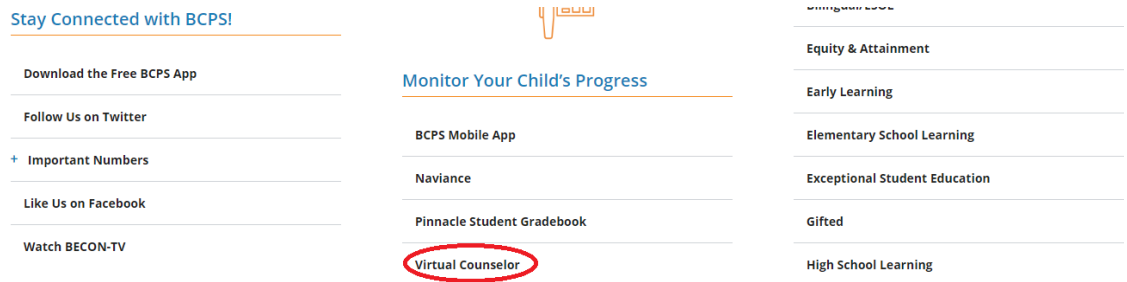 Stay Connected with BCPS!
Download the Free BCPS App
Follow Us on Twitter
+ Important Numbers
Like Us on Facebook
Watch BECON-TV
Monitor Your Child's Progress
BCPS Mobile App
Naviance
Pinnacle Student Gradebook
Virtual Counselor
Equity & Attainment
Early Learning
Elementary School Learning
Exceptional Student Education
Gifted
High School Learning